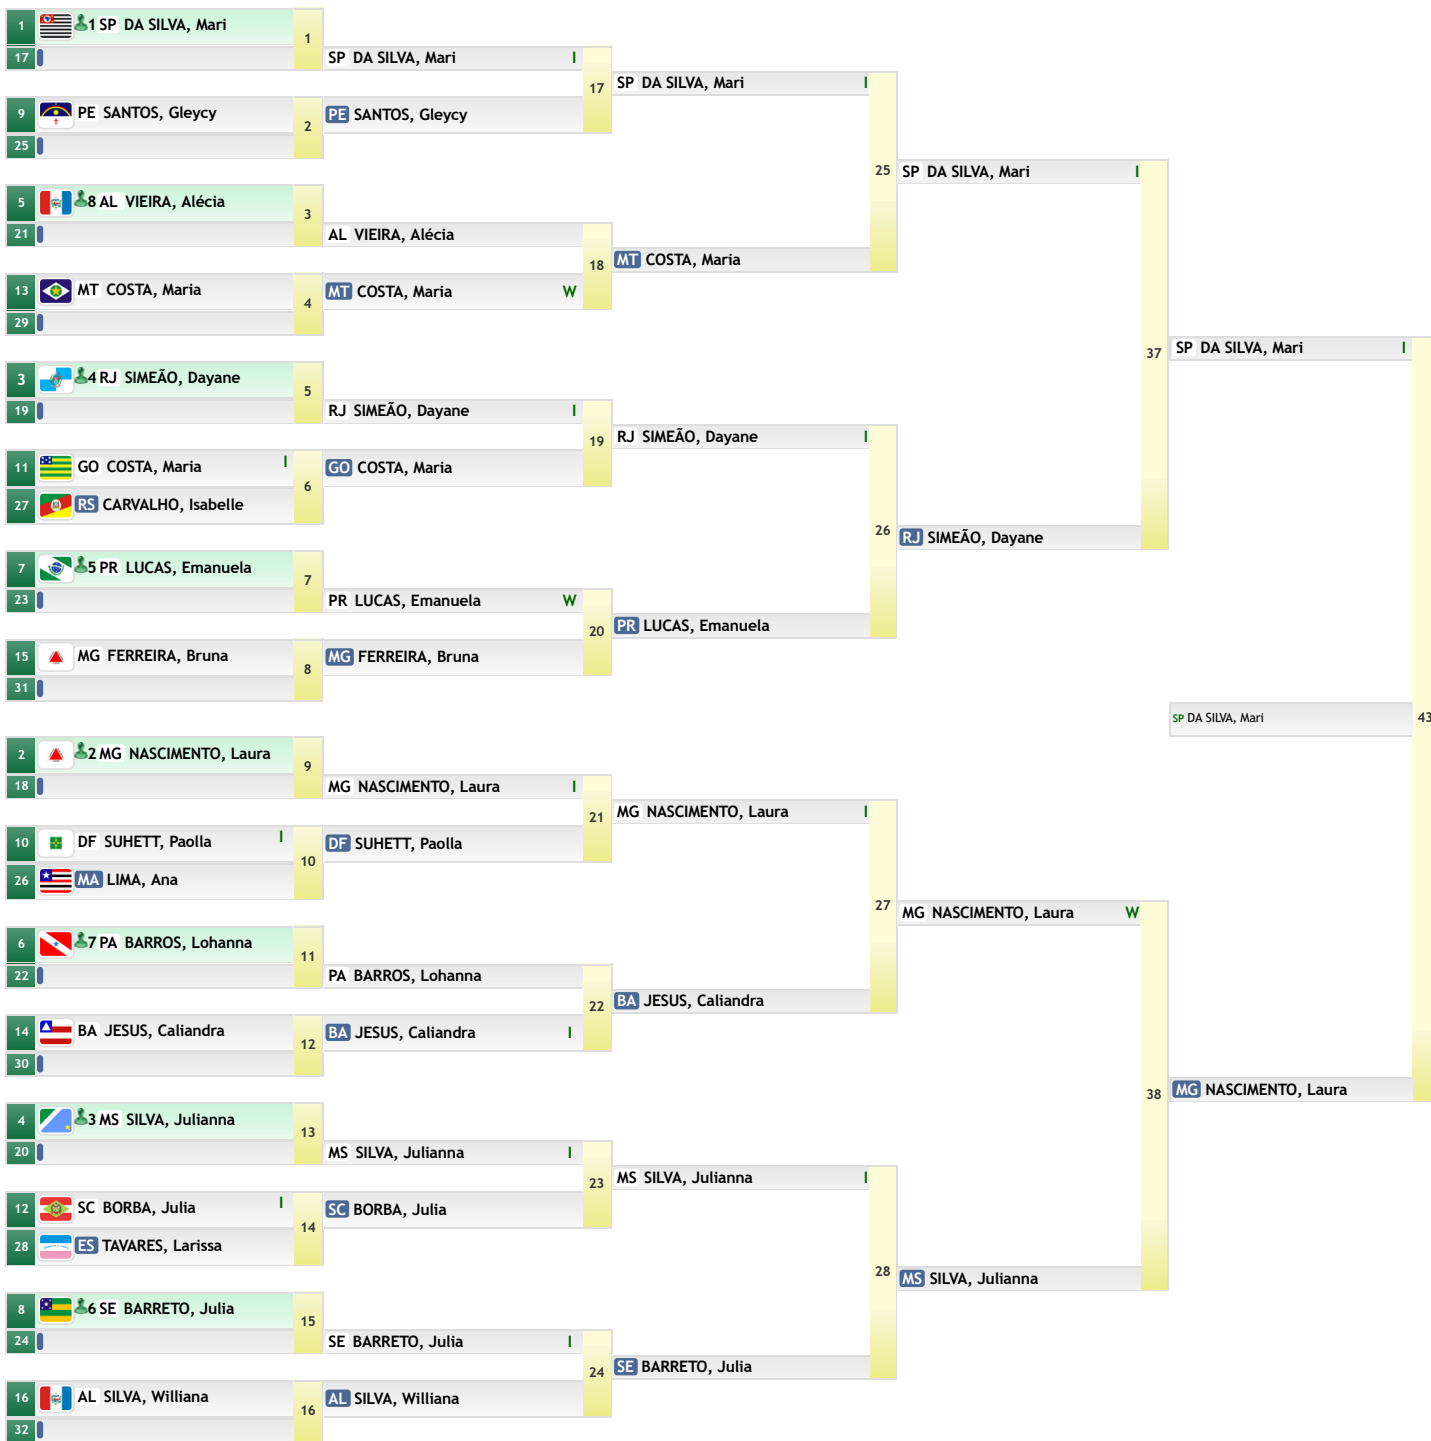 1 1 SP DA SILVA, Mari
1
17
SP DA SILVA, Mari I
17
SP DA SILVA, Mari I
9 PE SANTOS, Gleycy
2
PE SANTOS, Gleycy
25
25
SP DA SILVA, Mari I
5 8 AL VIEIRA, Alécia
3
21
AL VIEIRA, Alécia
18
MT COSTA, Maria
13 MT COSTA, Maria
4
MT COSTA, Maria W
29
37
SP DA SILVA, Mari I
3 4 RJ SIMEÃO, Dayane
5
19
RJ SIMEÃO, Dayane I
19
RJ SIMEÃO, Dayane I
11 GO COSTA, Maria I
6
GO COSTA, Maria
27 RS CARVALHO, Isabelle
26
RJ SIMEÃO, Dayane
7 5 PR LUCAS, Emanuela
7
23
PR LUCAS, Emanuela W
20
PR LUCAS, Emanuela
15 MG FERREIRA, Bruna
8
MG FERREIRA, Bruna
31
SP DA SILVA, Mari
43
2 2 MG NASCIMENTO, Laura
9
18
MG NASCIMENTO, Laura I
21
MG NASCIMENTO, Laura I
10 DF SUHETT, Paolla I
10
DF SUHETT, Paolla
26 MA LIMA, Ana
27
MG NASCIMENTO, Laura W
6 7 PA BARROS, Lohanna
11
22
PA BARROS, Lohanna
22
BA JESUS, Caliandra
14 BA JESUS, Caliandra
12
BA JESUS, Caliandra I
30
38
MG NASCIMENTO, Laura
4 3 MS SILVA, Julianna
13
20
MS SILVA, Julianna I
23
MS SILVA, Julianna I
12 SC BORBA, Julia I
14
SC BORBA, Julia
28 ES TAVARES, Larissa
28
MS SILVA, Julianna
8 6 SE BARRETO, Julia
15
24
SE BARRETO, Julia I
24
SE BARRETO, Julia
16 AL SILVA, Williana
16
AL SILVA, Williana
32